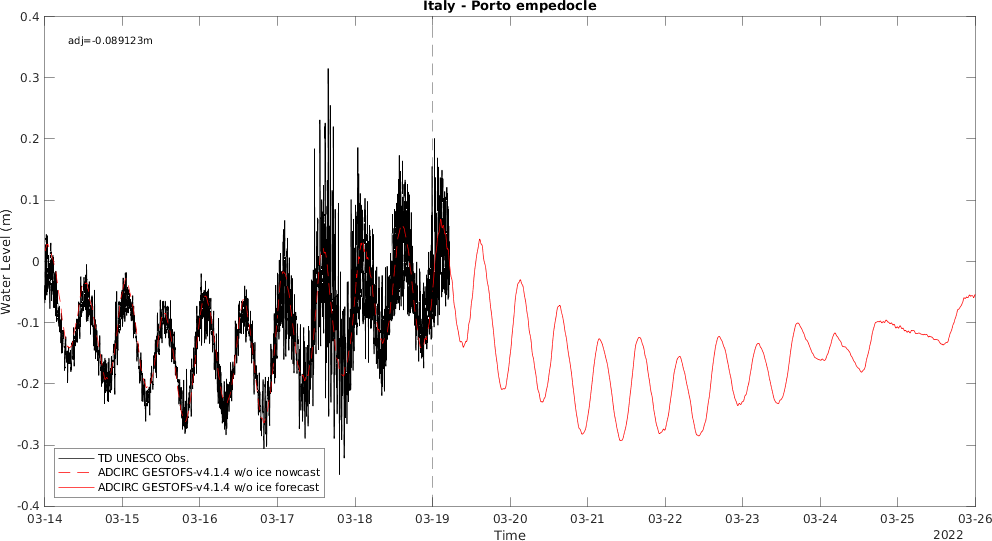 Italy - Porto empedocle
adj=-0.089123m
0.4
0.3
0.2
0.1
0
-0.1
-0.2
-0.3
-0.4
Water Level (m)
TD UNESCO Obs.
ADCIRC GESTOFS-v4.1.4 w/o ice nowcast
ADCIRC GESTOFS-v4.1.4 w/o ice forecast
03-14 03-15 03-16 03-17 03-18 03-19 03-20 03-21 03-22 03-23 03-24 03-25 03-26
Time
2022